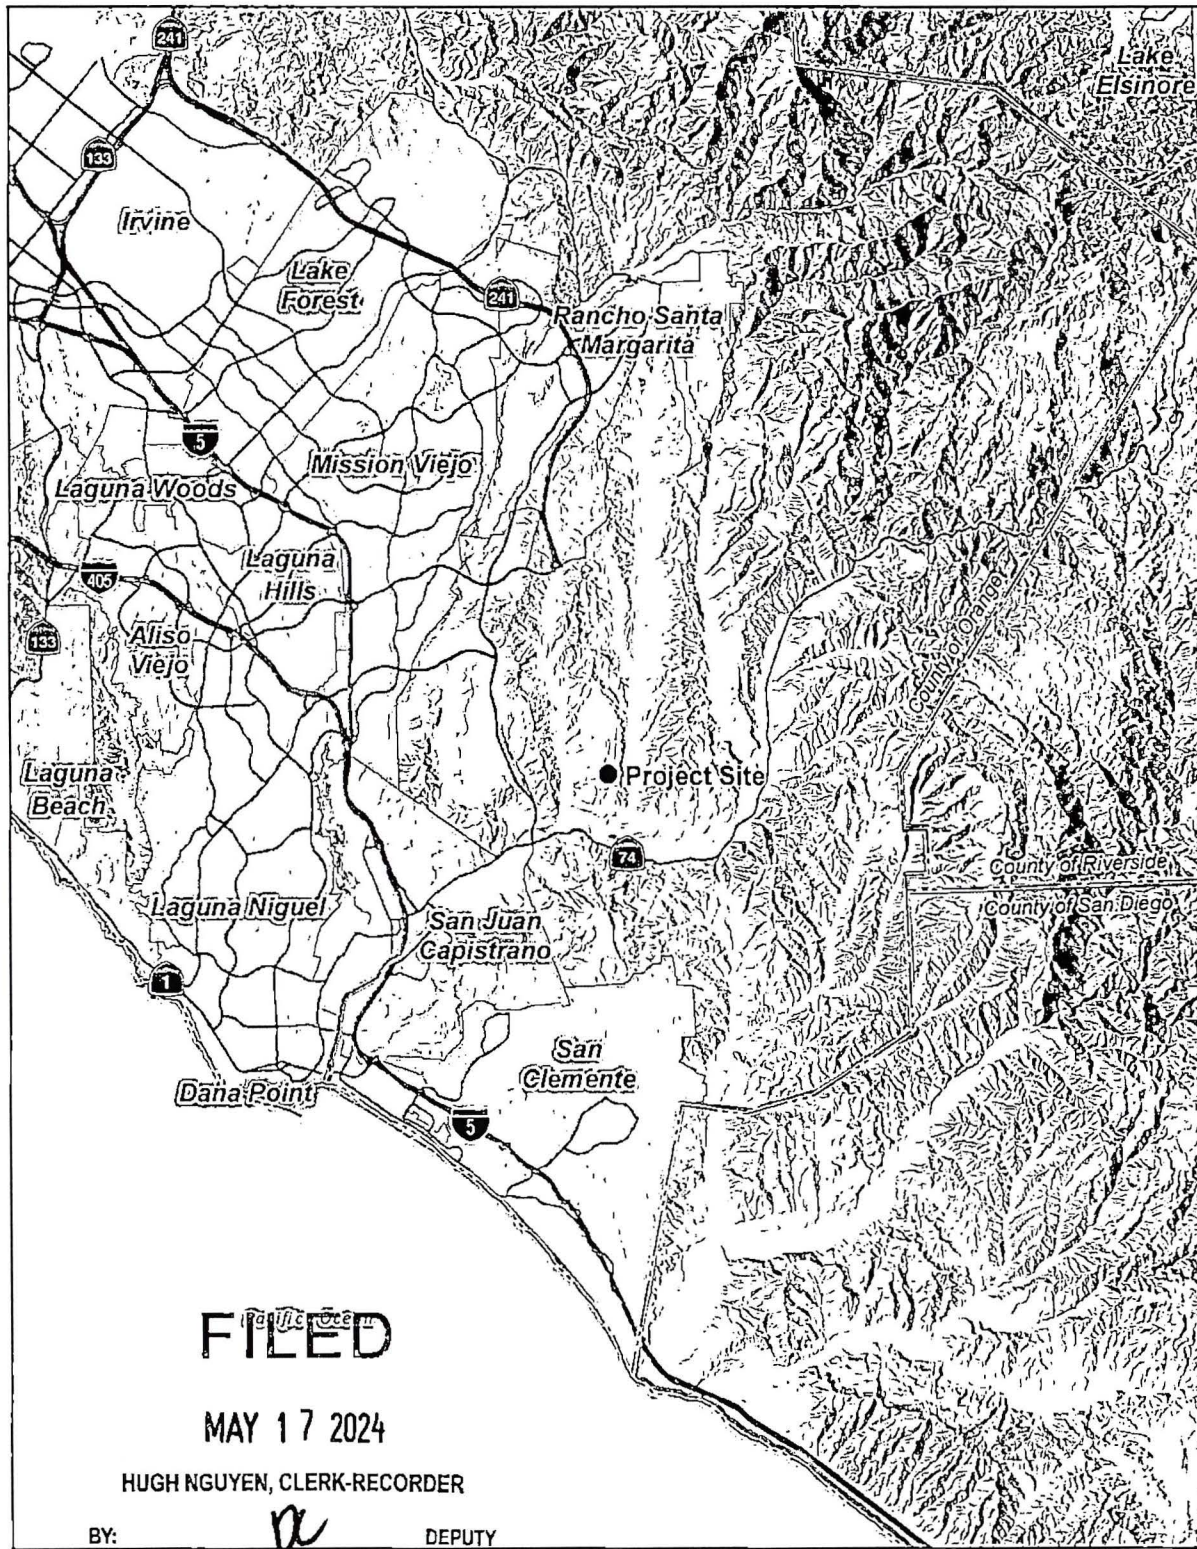 241
Lake
Elsinore
133
Irvine
Lake
Forest
241
Rancho Santa
Margarita
5
Mission Viejo
Laguna Woods
405
Laguna
Hills
133
Aliso
Viejo
County of Orange
Laguna
Beach
Project Site
74
County of Riverside
County of San Diego
Laguna Niguel
San Juan
Capistrano
1
San
Clemente
Dana Point
5
Pacific Ocean
FILED
MAY 17 2024
HUGH NGUYEN, CLERK-RECORDER
BY: DEPUTY